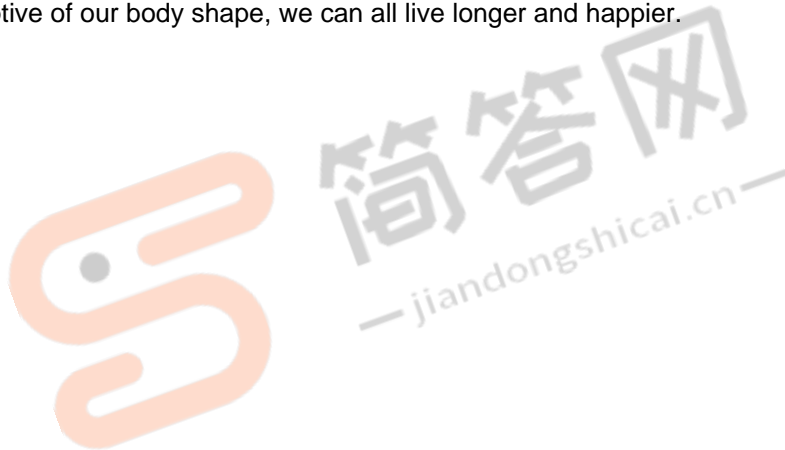 tive of our body shape, we can all live longer and happier.
简答网
jiandongshicai.cn